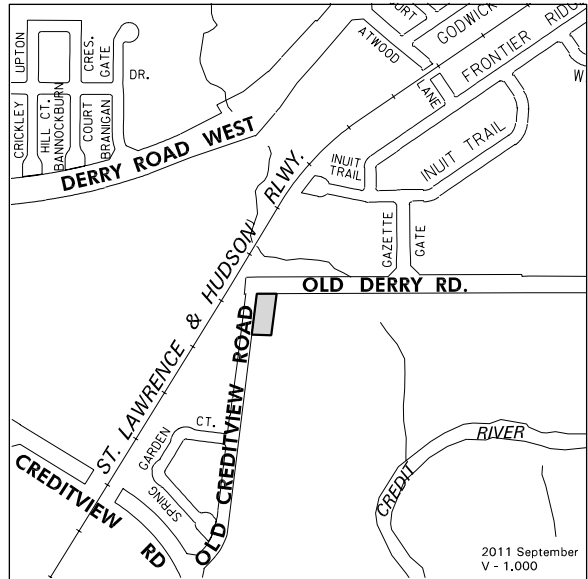 UPTON
CRES.
GATE
DR.
CRICKLEY
HILL CT.
BANNOCKBURN
COURT
BRANIGAN
DERRY ROAD WEST
ATWOOD
COURT
GODWICK
FRONTIER RIDGE
LANE
W
INUIT
TRAIL
INUIT TRAIL
GAZETTE
GATE
ST. LAWRENCE & HUDSON RLWY.
OLD DERRY RD.
OLD CREDITVIEW ROAD
SPRING
GARDEN
CT.
CREDITVIEW
RD
CREDIT
RIVER
2011 September
V - 1.000